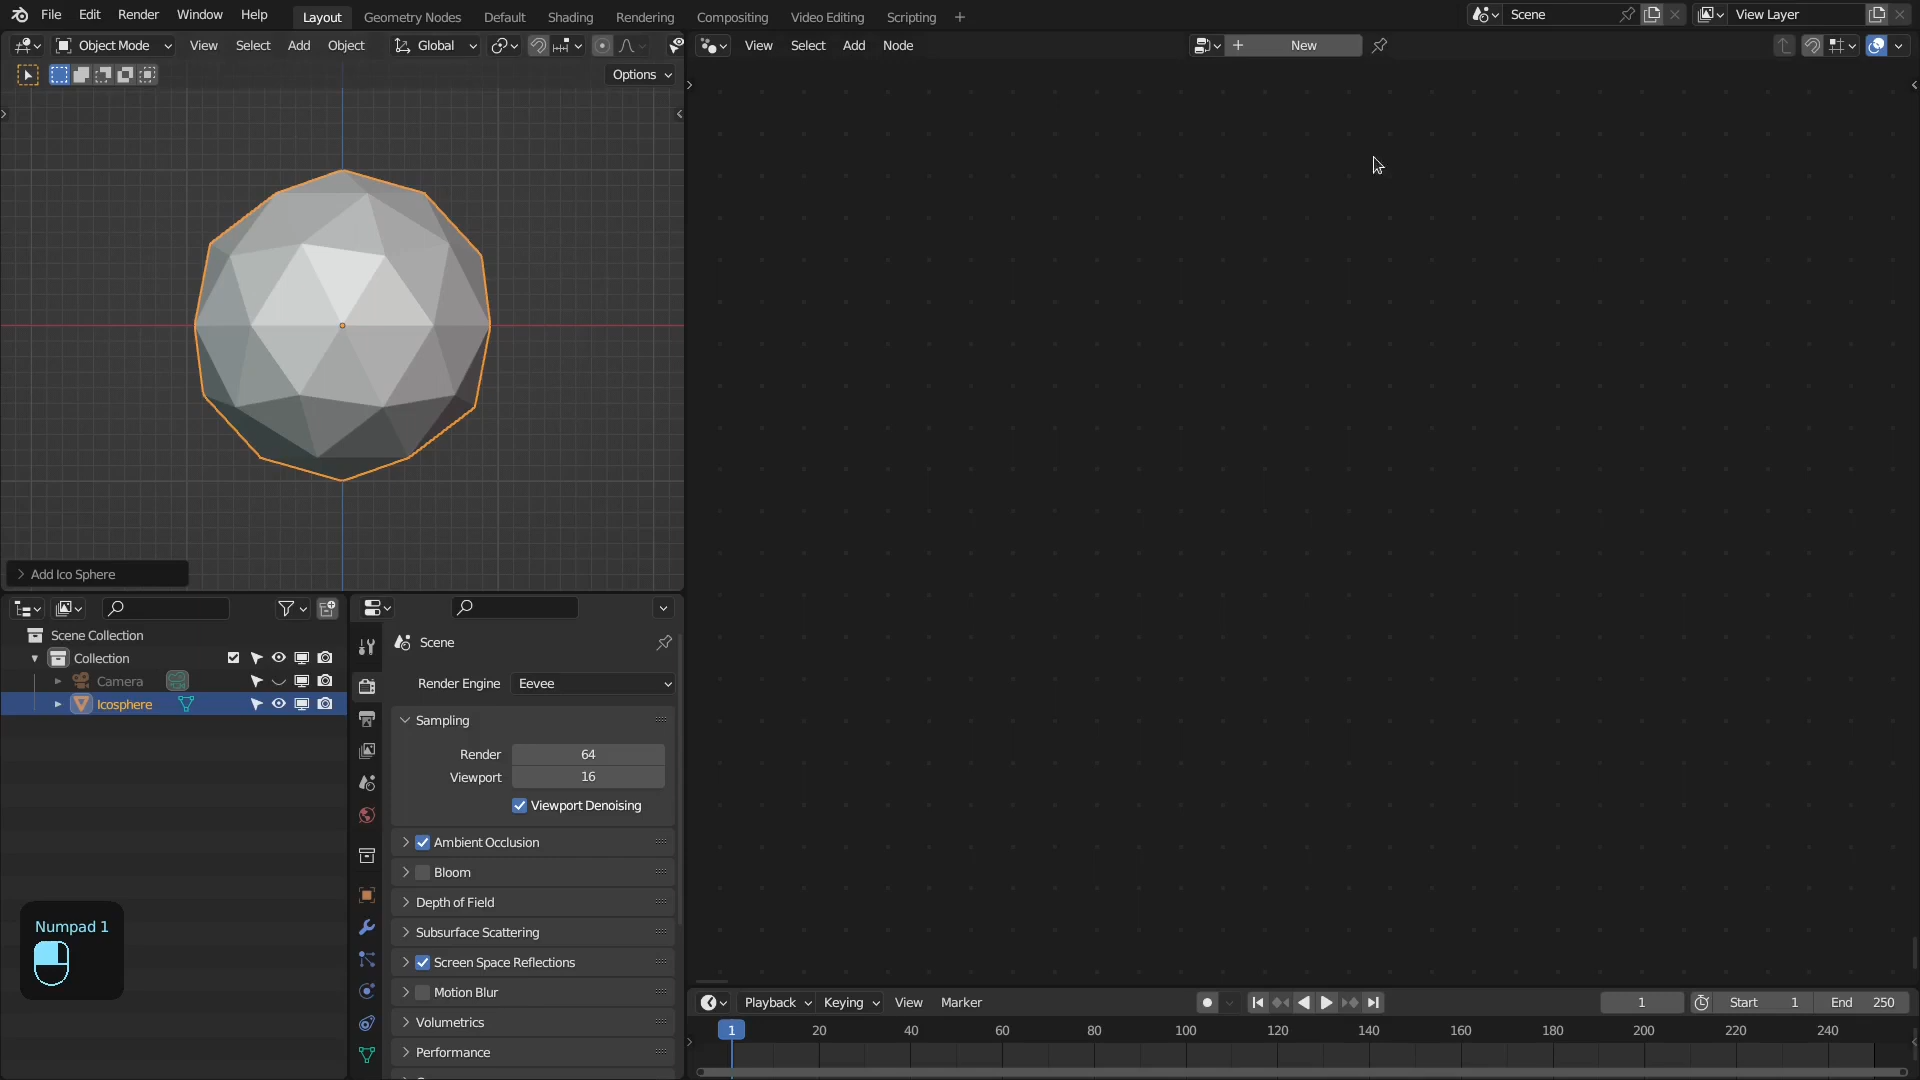 File Edit Render Window Help Layout Geometry Nodes Default Shading Rendering Compositing Video Editing Scripting + Scene View Layer
Object Mode View Select Add Object Global View Select Add Node New
Options
Add Ico Sphere
Scene Collection
Collection
Camera
Icosphere
Scene
Render Engine Eevee
Sampling
Render 64
Viewport 16
Viewport Denoising
Ambient Occlusion
Bloom
Depth of Field
Subsurface Scattering
Screen Space Reflections
Motion Blur
Volumetrics
Performance
Numpad 1
Playback Keying View Marker 1 Start 1 End 250
1 20 40 60 80 100 120 140 160 180 200 220 240